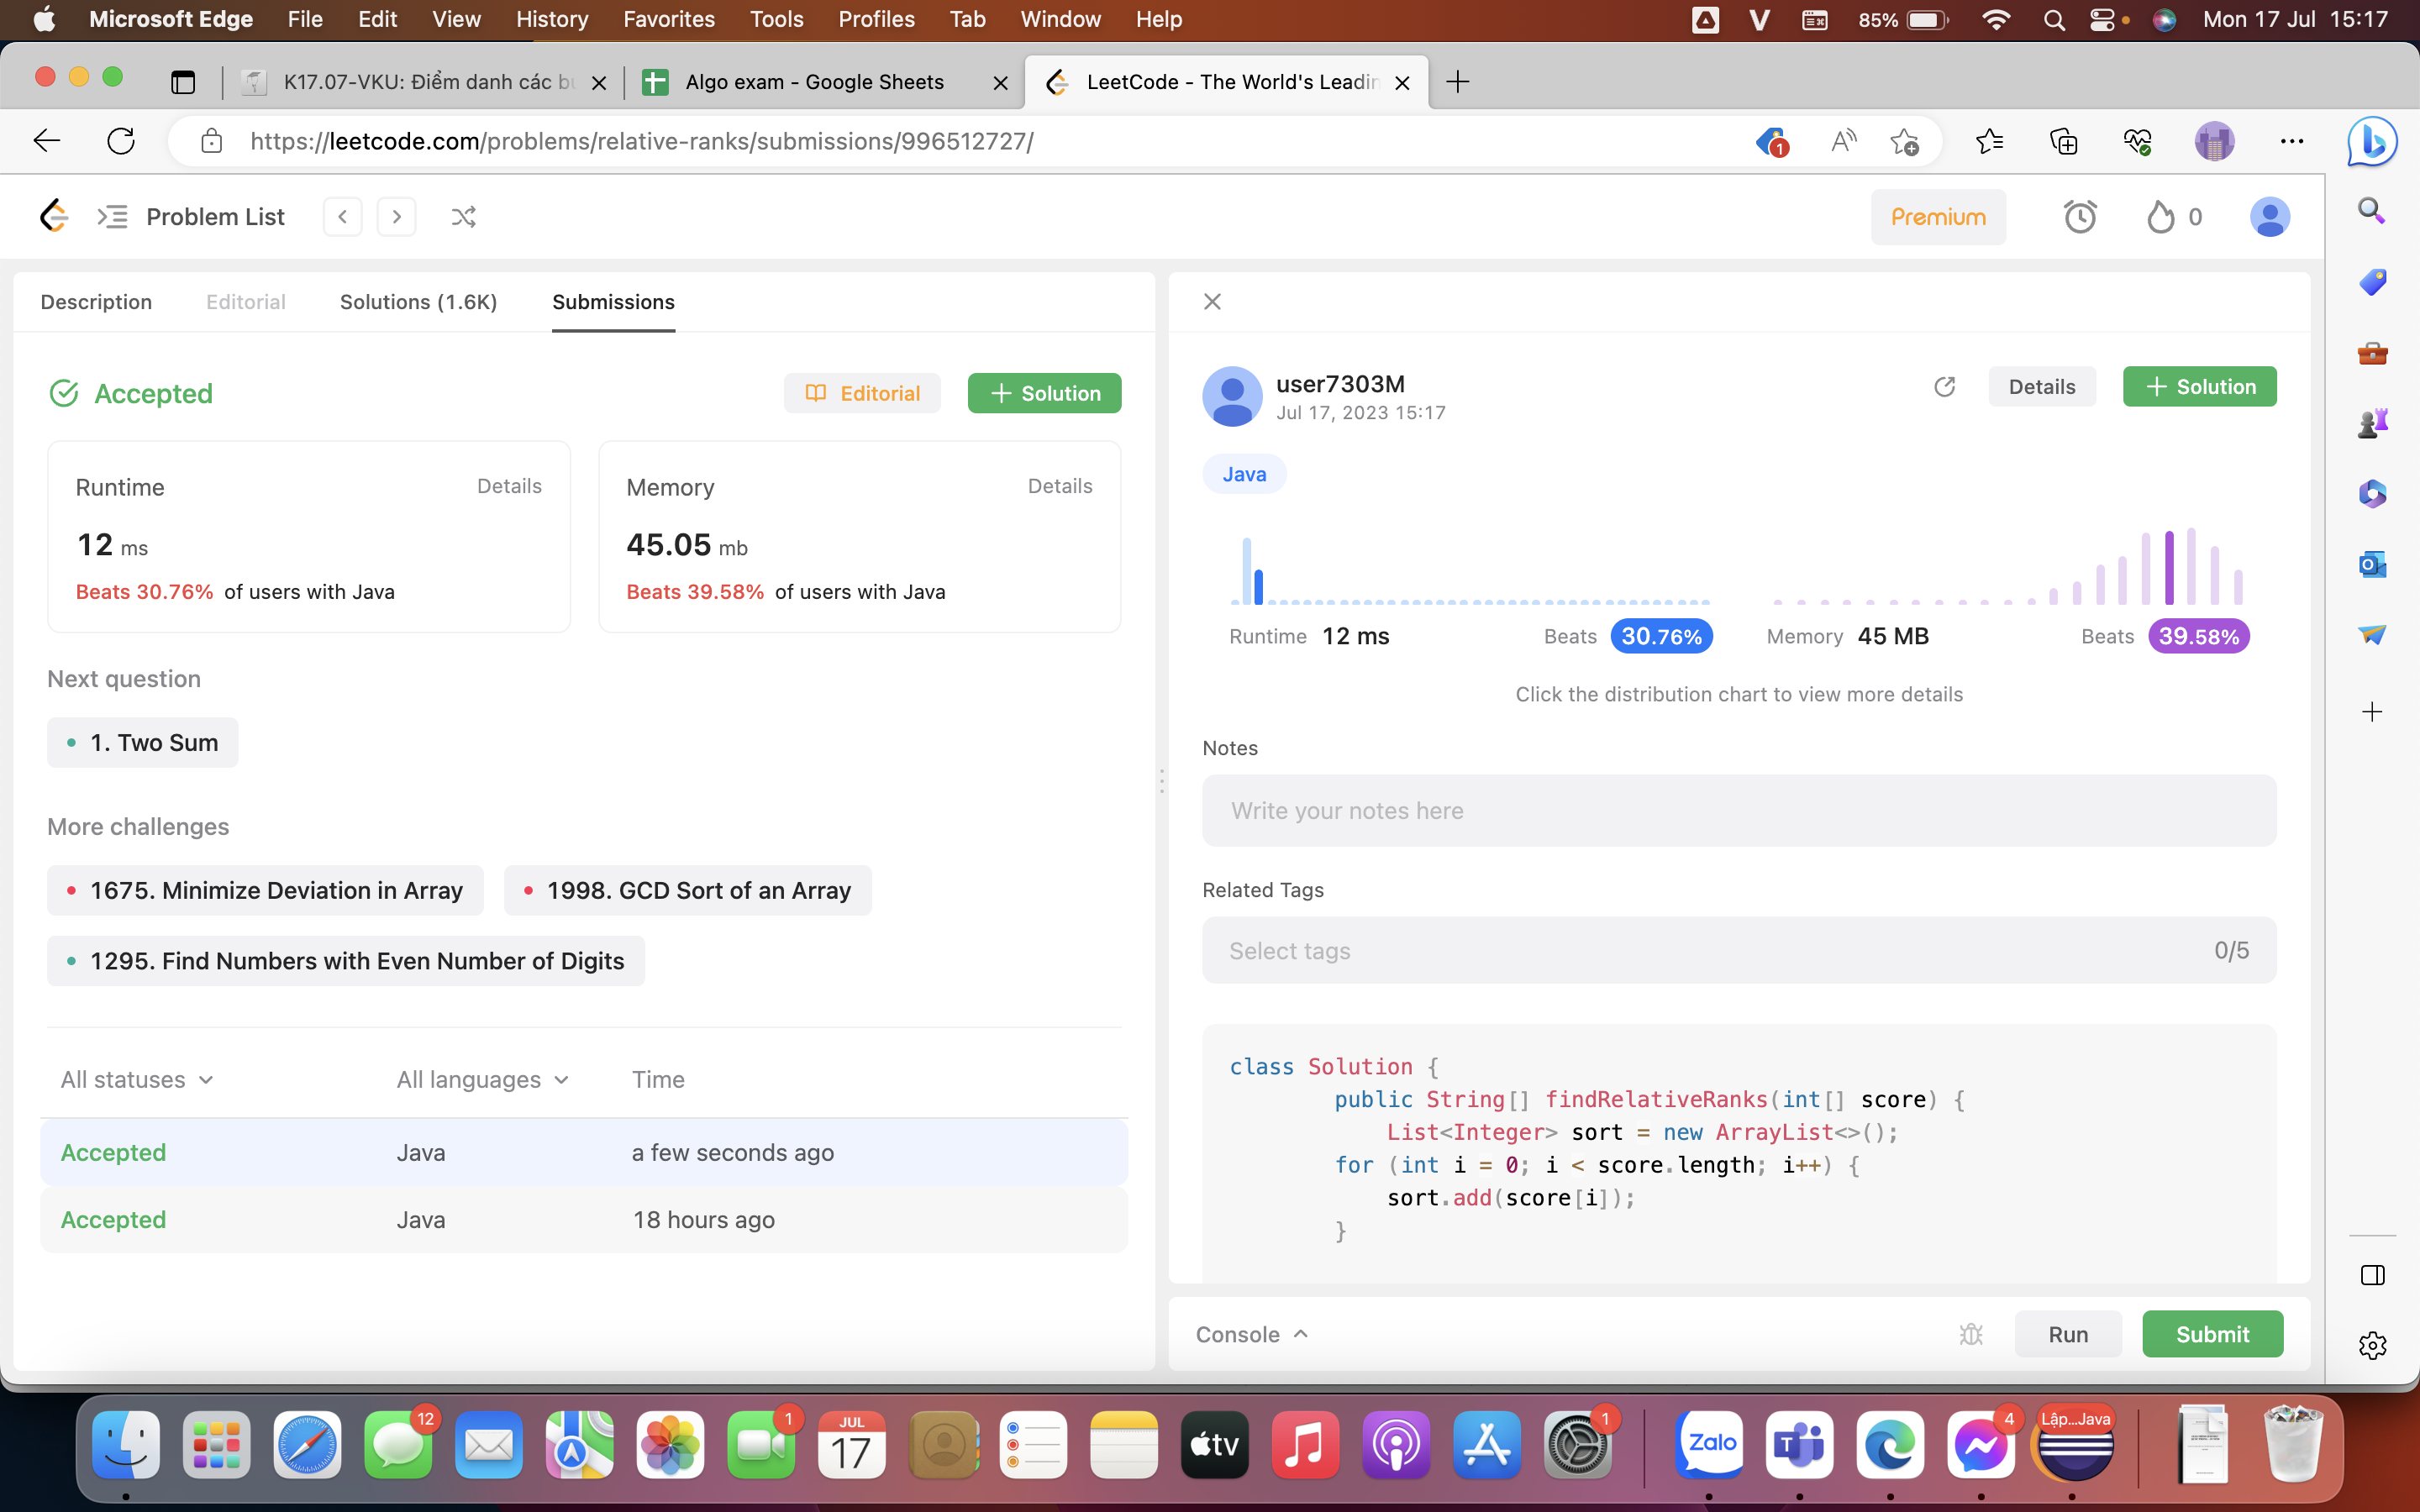 Microsoft Edge File Edit View History Favorites Tools Profiles Tab Window Help 85% Mon 17 Jul 15:17
K17.07-VKU: Điểm danh các bu Algo exam - Google Sheets LeetCode - The World's Leadin
https://leetcode.com/problems/relative-ranks/submissions/996512727/ 1
Problem List Premium 0
Description Editorial Solutions (1.6K) Submissions
Accepted Editorial + Solution
Runtime Details
12 ms
Beats 30.76% of users with Java
Memory Details
45.05 mb
Beats 39.58% of users with Java
Next question
1. Two Sum
More challenges
1675. Minimize Deviation in Array 1998. GCD Sort of an Array
1295. Find Numbers with Even Number of Digits
All statuses All languages Time
Accepted Java a few seconds ago
Accepted Java 18 hours ago
user7303M Details + Solution
Jul 17, 2023 15:17
Java
Runtime 12 ms Beats 30.76% Memory 45 MB Beats 39.58%
Click the distribution chart to view more details
Notes
Write your notes here
Related Tags
Select tags 0/5
class Solution {
public String[] findRelativeRanks(int[] score) {
List<Integer> sort = new ArrayList<>();
for (int i = 0; i < score.length; i++) {
sort.add(score[i]);
}
Console Run Submit
12 1 JUL 17 tv 1 Zalo 4 Lập...Java